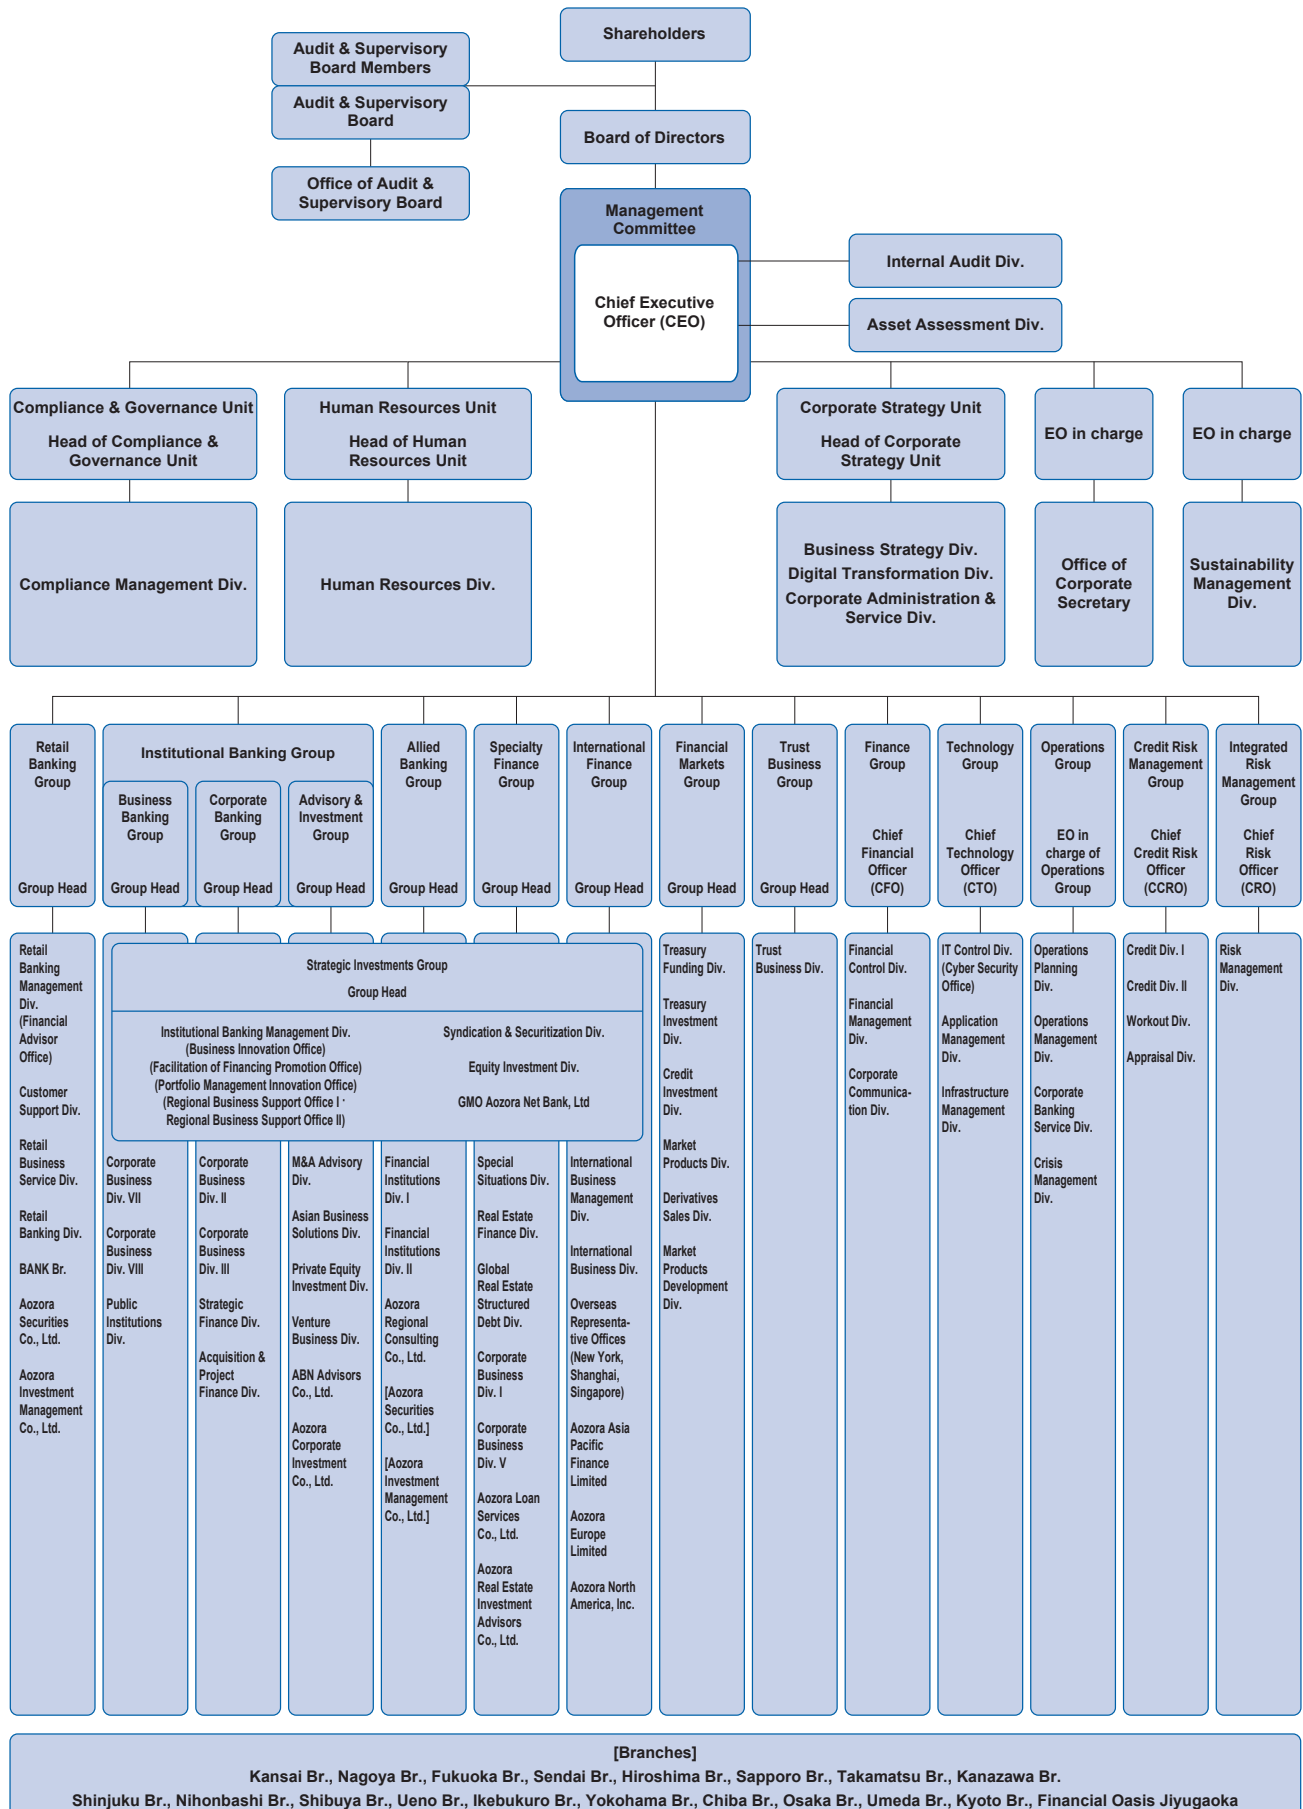 Shareholders
Audit & Supervisory
Board Members
Audit & Supervisory
Board
Board of Directors
Office of Audit &
Supervisory Board
Management
Committee
Chief Executive
Officer (CEO)
Internal Audit Div.
Asset Assessment Div.
Compliance & Governance Unit
Head of Compliance &
Governance Unit
Human Resources Unit
Head of Human
Resources Unit
Corporate Strategy Unit
Head of Corporate
Strategy Unit
EO in charge
EO in charge
Compliance Management Div.
Human Resources Div.
Business Strategy Div.
Digital Transformation Div.
Corporate Administration &
Service Div.
Office of
Corporate
Secretary
Sustainability
Management
Div.
Retail
Banking
Group
Group Head
Institutional Banking Group
Business
Banking
Group
Group Head
Corporate
Banking
Group
Group Head
Advisory &
Investment
Group
Group Head
Allied
Banking
Group
Group Head
Specialty
Finance
Group
Group Head
International
Finance
Group
Group Head
Financial
Markets
Group
Group Head
Trust
Business
Group
Group Head
Finance
Group
Chief
Financial
Officer
(CFO)
Technology
Group
Chief
Technology
Officer
(CTO)
Operations
Group
EO in
charge of
Operations
Group
Credit Risk
Management
Group
Chief
Credit Risk
Officer
(CCRO)
Integrated
Risk
Management
Group
Chief
Risk
Officer
(CRO)
Retail
Banking
Management
Div.
(Financial
Advisor
Office)
Customer
Support Div.
Retail
Business
Service Div.
Retail
Banking Div.
BANK Br.
Aozora
Securities
Co., Ltd.
Aozora
Investment
Management
Co., Ltd.
Strategic Investments Group
Group Head
Institutional Banking Management Div.
(Business Innovation Office)
(Facilitation of Financing Promotion Office)
(Portfolio Management Innovation Office)
(Regional Business Support Office I ·
Regional Business Support Office II)
Syndication & Securitization Div.
Equity Investment Div.
GMO Aozora Net Bank, Ltd
Corporate
Business
Div. VII
Corporate
Business
Div. VIII
Public
Institutions
Div.
Corporate
Business
Div. II
Corporate
Business
Div. III
Strategic
Finance Div.
Acquisition &
Project
Finance Div.
M&A Advisory
Div.
Asian Business
Solutions Div.
Private Equity
Investment Div.
Venture
Business Div.
ABN Advisors
Co., Ltd.
Aozora
Corporate
Investment
Co., Ltd.
Financial
Institutions
Div. I
Financial
Institutions
Div. II
Aozora
Regional
Consulting
Co., Ltd.
[Aozora
Securities
Co., Ltd.]
[Aozora
Investment
Management
Co., Ltd.]
Special
Situations Div.
Real Estate
Finance Div.
Global
Real Estate
Structured
Debt Div.
Corporate
Business
Div. I
Corporate
Business
Div. V
Aozora Loan
Services
Co., Ltd.
Aozora
Real Estate
Investment
Advisors
Co., Ltd.
International
Business
Management
Div.
International
Business Div.
Overseas
Representa-
tive Offices
(New York,
Shanghai,
Singapore)
Aozora Asia
Pacific
Finance
Limited
Aozora
Europe
Limited
Aozora North
America, Inc.
Treasury
Funding Div.
Treasury
Investment
Div.
Credit
Investment
Div.
Market
Products Div.
Derivatives
Sales Div.
Market
Products
Development
Div.
Trust
Business Div.
Financial
Control Div.
Financial
Management
Div.
Corporate
Communica-
tion Div.
IT Control Div.
(Cyber Security
Office)
Application
Management
Div.
Infrastructure
Management
Div.
Operations
Planning
Div.
Operations
Management
Div.
Corporate
Banking
Service Div.
Crisis
Management
Div.
Credit Div. I
Credit Div. II
Workout Div.
Appraisal Div.
Risk
Management
Div.
[Branches]
Kansai Br., Nagoya Br., Fukuoka Br., Sendai Br., Hiroshima Br., Sapporo Br., Takamatsu Br., Kanazawa Br.
Shinjuku Br., Nihonbashi Br., Shibuya Br., Ueno Br., Ikebukuro Br., Yokohama Br., Chiba Br., Osaka Br., Umeda Br., Kyoto Br., Financial Oasis Jiyugaoka